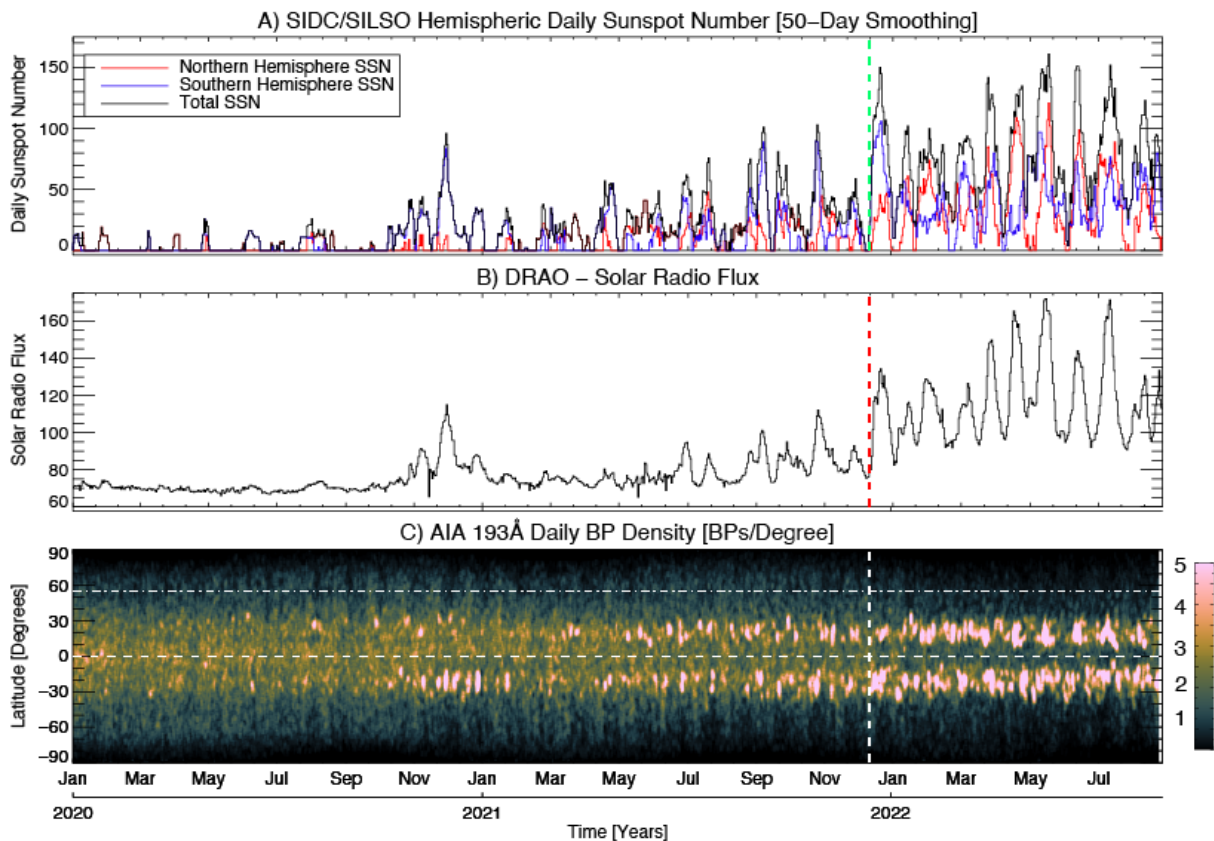 A) SIDC/SILSO Hemispheric Daily Sunspot Number [50-Day Smoothing]
Daily Sunspot Number
150
100
50
0
Northern Hemisphere SSN
Southern Hemisphere SSN
Total SSN
B) DRAO - Solar Radio Flux
Solar Radio Flux
160
140
120
100
80
60
C) AIA 193Å Daily BP Density [BPs/Degree]
Latitude [Degrees]
90
60
30
0
-30
-60
-90
5
4
3
2
1
Jan Mar May Jul Sep Nov Jan Mar May Jul Sep Nov Jan Mar May Jul
2020 2021 2022
Time [Years]